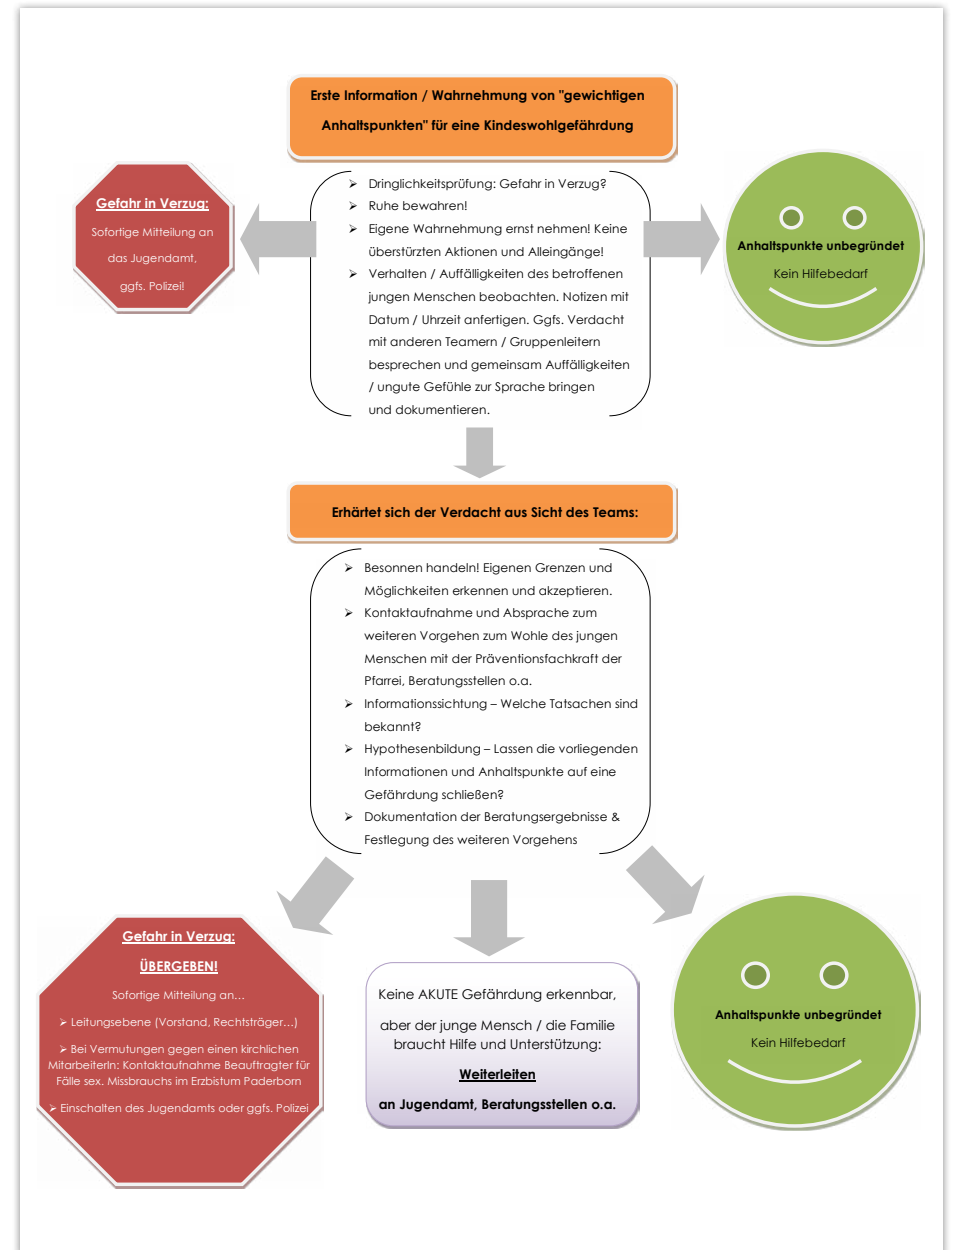 Erste Information / Wahrnehmung von "gewichtigen
Anhaltspunkten" für eine Kindeswohlgefährdung
Gefahr in Verzug:
Sofortige Mitteilung an
das Jugendamt,
ggfs. Polizei!
➢ Dringlichkeitsprüfung: Gefahr in Verzug?
➢ Ruhe bewahren!
➢ Eigene Wahrnehmung ernst nehmen! Keine
überstürzten Aktionen und Alleingänge!
➢ Verhalten / Auffälligkeiten des betroffenen
jungen Menschen beobachten. Notizen mit
Datum / Uhrzeit anfertigen. Ggfs. Verdacht
mit anderen Teamern / Gruppenleitern
besprechen und gemeinsam Auffälligkeiten
/ ungute Gefühle zur Sprache bringen
und dokumentieren.
Anhaltspunkte unbegründet
Kein Hilfebedarf
Erhärtet sich der Verdacht aus Sicht des Teams:
➢ Besonnen handeln! Eigenen Grenzen und
Möglichkeiten erkennen und akzeptieren.
➢ Kontaktaufnahme und Absprache zum
weiteren Vorgehen zum Wohle des jungen
Menschen mit der Präventionsfachkraft der
Pfarrei, Beratungsstellen o.a.
➢ Informationssichtung – Welche Tatsachen sind
bekannt?
➢ Hypothesenbildung – Lassen die vorliegenden
Informationen und Anhaltspunkte auf eine
Gefährdung schließen?
➢ Dokumentation der Beratungsergebnisse &
Festlegung des weiteren Vorgehens
Gefahr in Verzug:
ÜBERGEBEN!
Sofortige Mitteilung an…
➢ Leitungsebene (Vorstand, Rechtsträger…)
➢ Bei Vermutungen gegen einen kirchlichen
MitarbeiterIn: Kontaktaufnahme Beauftragter für
Fälle sex. Missbrauchs im Erzbistum Paderborn
➢ Einschalten des Jugendamts oder ggfs. Polizei
Keine AKUTE Gefährdung erkennbar,
aber der junge Mensch / die Familie
braucht Hilfe und Unterstützung:
Weiterleiten
an Jugendamt, Beratungsstellen o.a.
Anhaltspunkte unbegründet
Kein Hilfebedarf